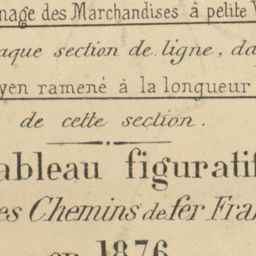 nage des Marchandises à petite V
aque section de ligne, da
yen ramené à la longueur
de cette section.
ableau figuratif
es Chemins de fer Fra
en 1876